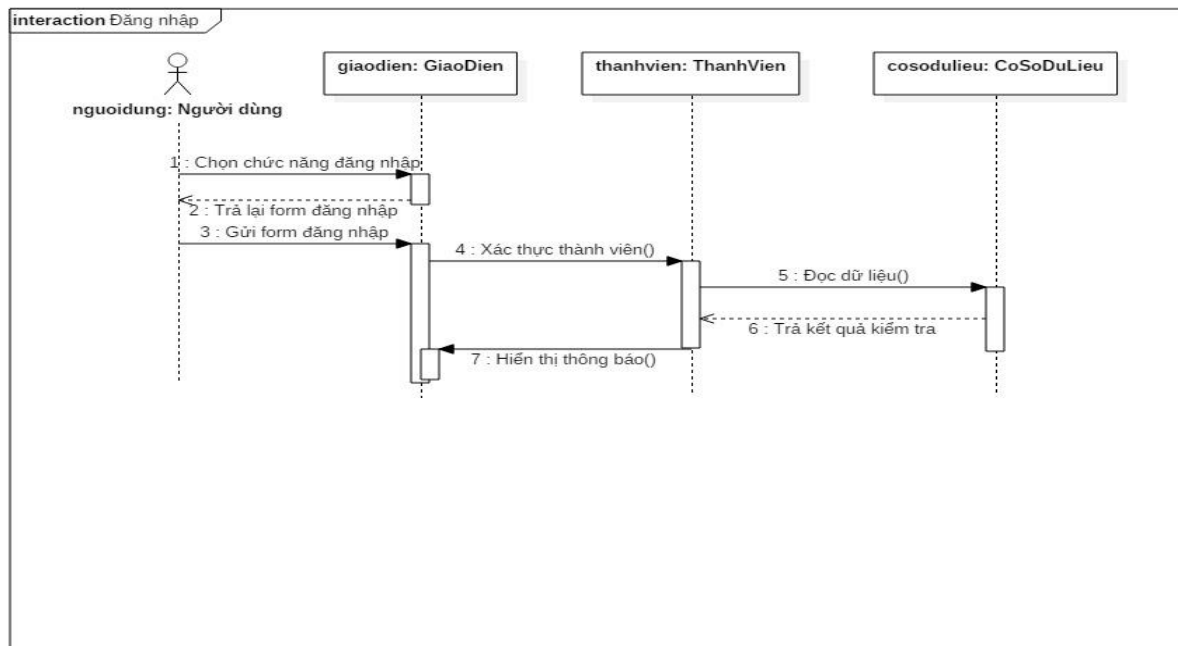 interaction Đăng nhập
nguoidung: Người dùng
giaodien: GiaoDien
thanhvien: ThanhVien
cosodulieu: CoSoDuLieu
1 : Chọn chức năng đăng nhập
2 : Trả lại form đăng nhập
3 : Gửi form đăng nhập
4 : Xác thực thành viên()
5 : Đọc dữ liệu()
6 : Trả kết quả kiểm tra
7 : Hiển thị thông báo()